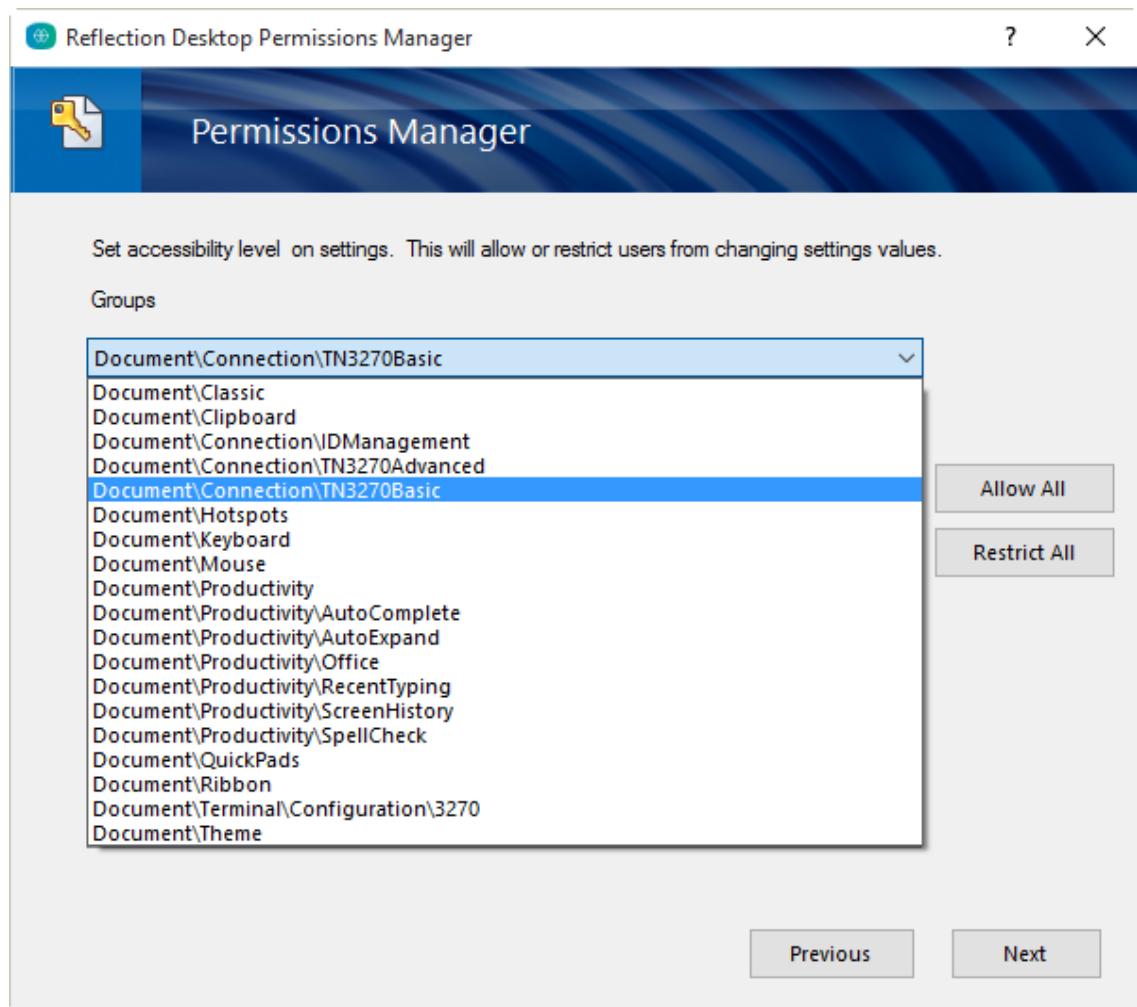 Reflection Desktop Permissions Manager
?
Permissions Manager
Set accessibility level  on settings.  This will allow or restrict users from changing settings values.
Groups
Document\Connection\TN3270Basic
Document\Classic
Document\Clipboard
Document\Connection\IDManagement
Document\Connection\TN3270Advanced
Document\Connection\TN3270Basic
Document\Hotspots
Document\Keyboard
Document\Mouse
Document\Productivity
Document\Productivity\AutoComplete
Document\Productivity\AutoExpand
Document\Productivity\Office
Document\Productivity\RecentTyping
Document\Productivity\ScreenHistory
Document\Productivity\SpellCheck
Document\QuickPads
Document\Ribbon
Document\Terminal\Configuration\3270
Document\Theme
Allow All
Restrict All
Previous
Next